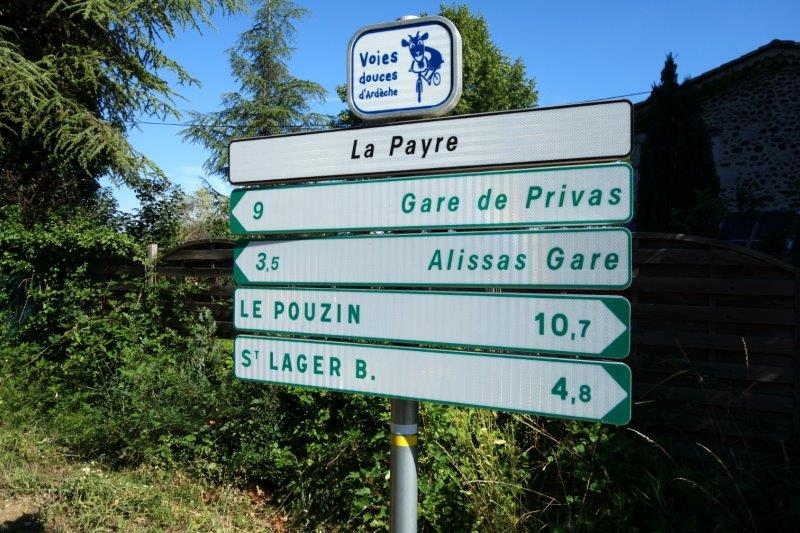 Voies
douces
d'Ardèche
La Payre
9 Gare de Privas
3,5 Alissas Gare
LE POUZIN 10,7
ST LAGER B. 4,8